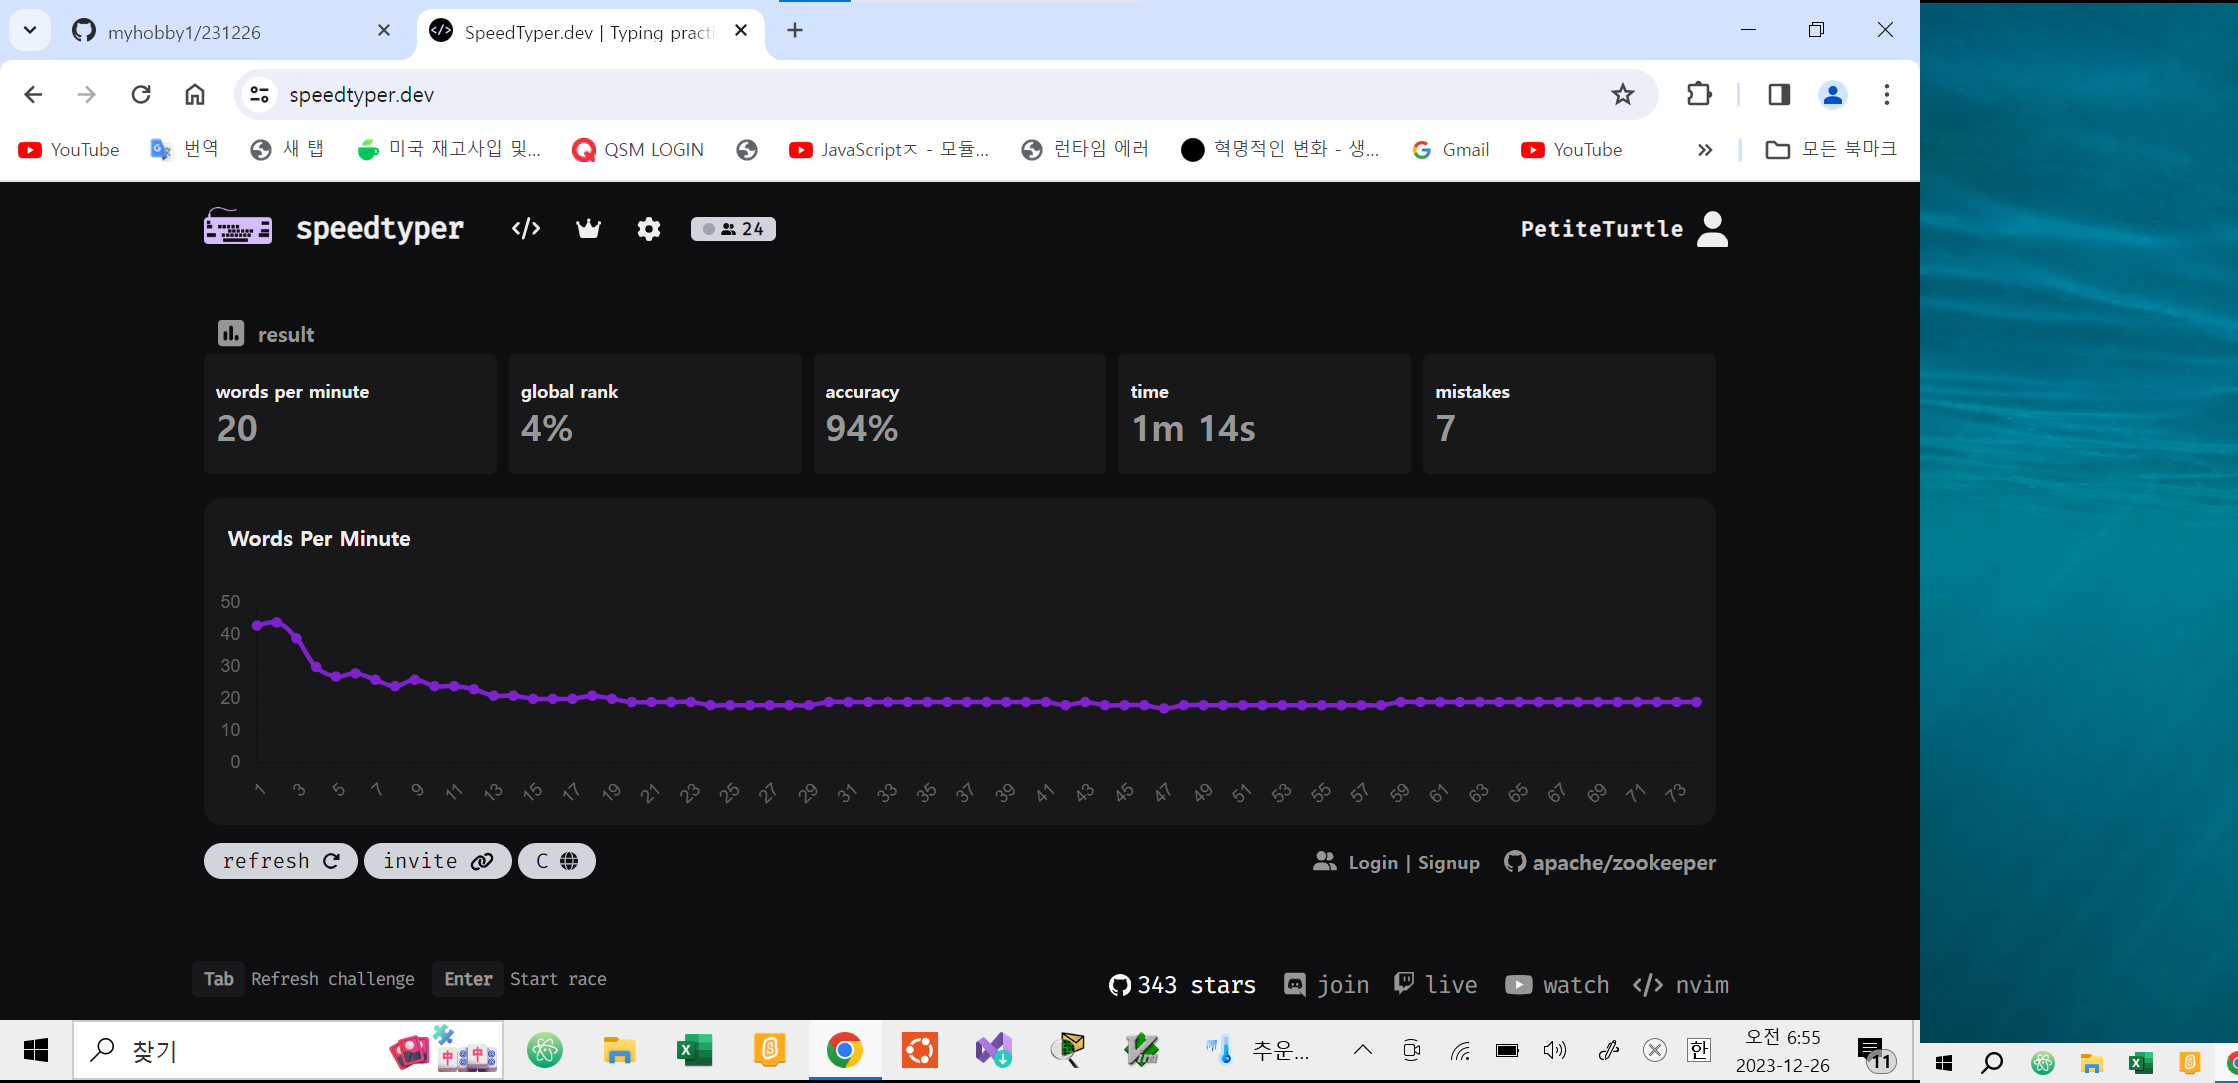 myhobby1/231226
SpeedTyper.dev | Typing practi
speedtyper.dev
YouTube 번역 새 탭 미국 재고사입 및... QSM LOGIN JavaScriptㅈ - 모듈... 런타임 에러 혁명적인 변화 - 생... Gmail YouTube » 모든 북마크
speedtyper </> 24 PetiteTurtle
result
words per minute global rank accuracy time mistakes
20 4% 94% 1m 14s 7
Words Per Minute
50
40
30
20
10
0
1 3 5 7 9 11 13 15 17 19 21 23 25 27 29 31 33 35 37 39 41 43 45 47 49 51 53 55 57 59 61 63 65 67 69 71 73
refresh invite C Login | Signup apache/zookeeper
Tab Refresh challenge Enter Start race 343 stars join live watch </> nvim
찾기 추운... 한 오전 6:55
2023-12-26 11